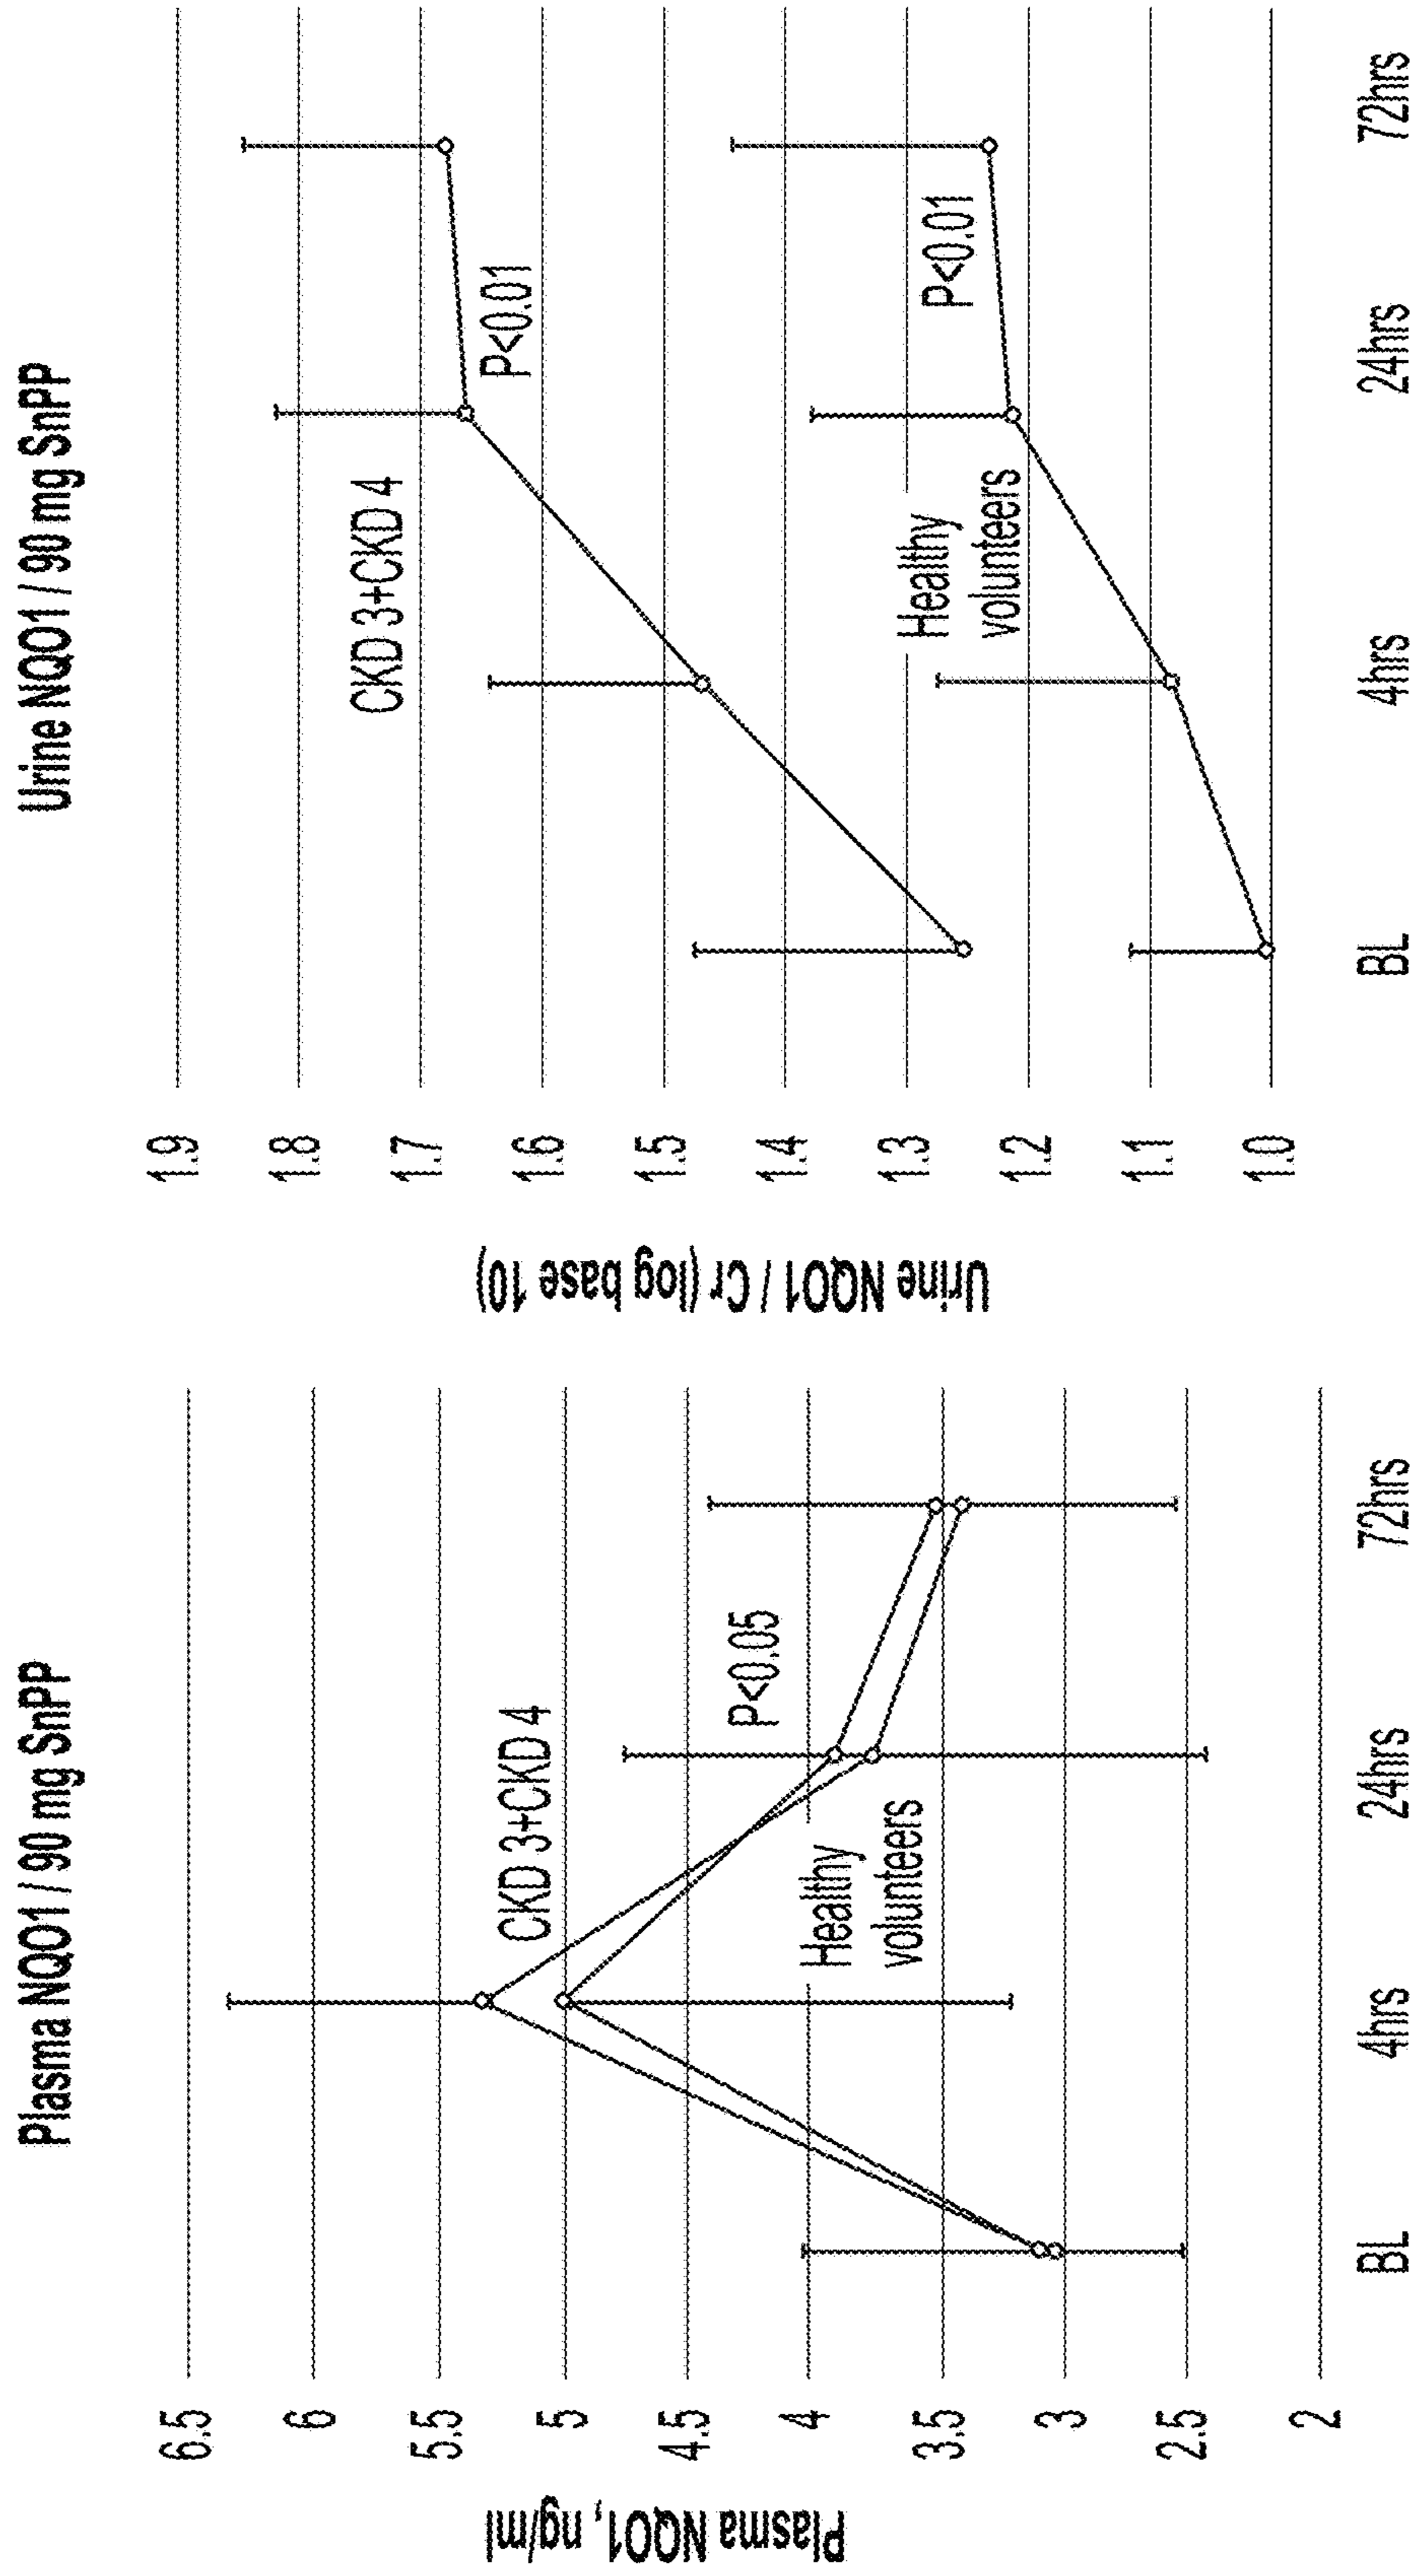 Plasma NQO1 / 90 mg SnPP
Plasma NQO1, ng/ml
6.5
6
5.5
5
4.5
4
3.5
3
2.5
2
CKD 3+CKD 4
P<0.05
Healthy
volunteers
BL
4hrs
24hrs
72hrs
Urine NQO1 / 90 mg SnPP
Urine NQO1 / Cr (log base 10)
1.9
1.8
1.7
1.6
1.5
1.4
1.3
1.2
1.1
1.0
CKD 3+CKD 4
P<0.01
Healthy
volunteers
P<0.01
BL
4hrs
24hrs
72hrs